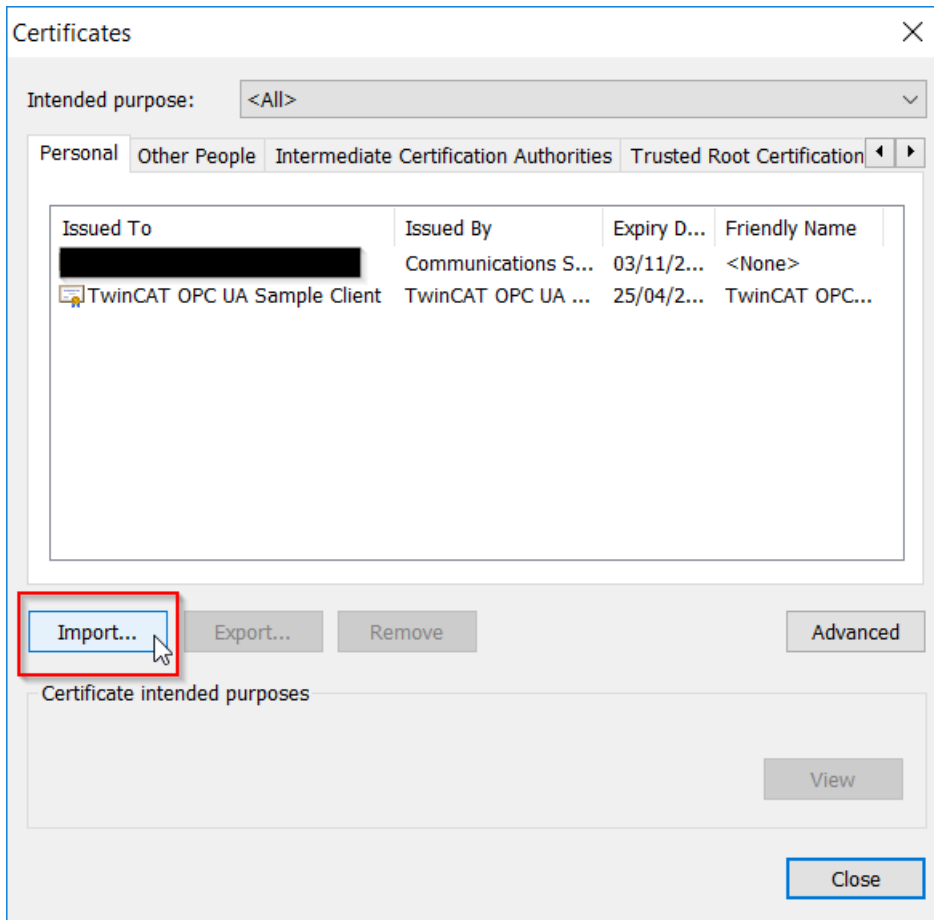 Certificates
Intended purpose: <All>
Personal Other People Intermediate Certification Authorities Trusted Root Certification
Issued To Issued By Expiry D... Friendly Name
Communications S... 03/11/2... <None>
TwinCAT OPC UA Sample Client TwinCAT OPC UA ... 25/04/2... TwinCAT OPC...
Import... Export... Remove Advanced
Certificate intended purposes
View
Close